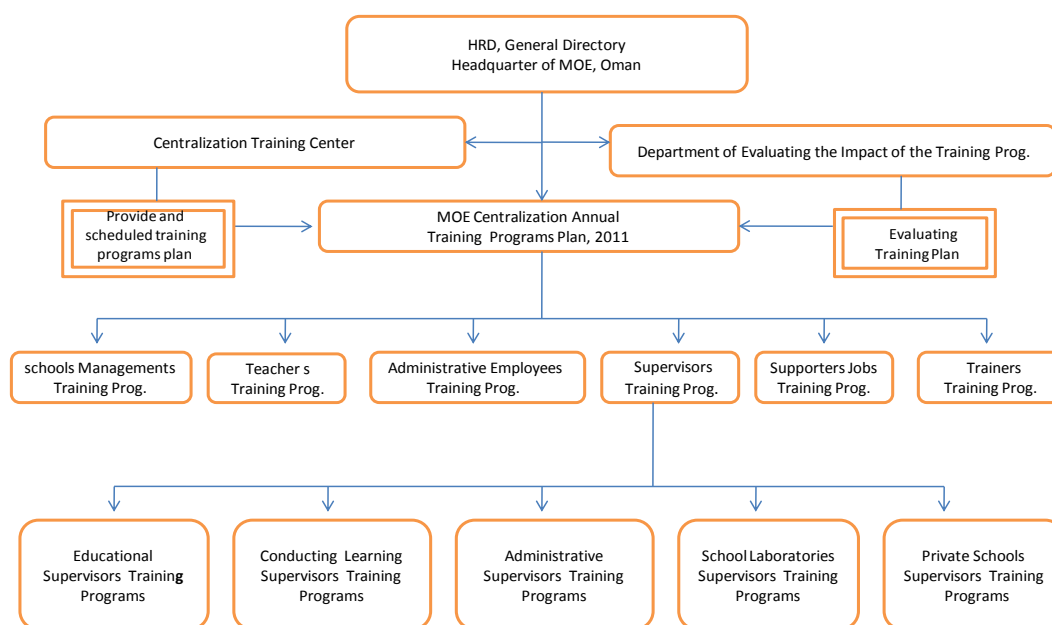 HRD, General Directory
Headquarter of MOE, Oman
Centralization Training Center
Department of Evaluating the Impact of the Training Prog.
Provide and
scheduled training
programs plan
MOE Centralization Annual
Training Programs Plan, 2011
Evaluating
Training Plan
schools Managements
Training Prog.
Teacher s
Training Prog.
Administrative Employees
Training Prog.
Supervisors
Training Prog.
Supporters Jobs
Training Prog.
Trainers
Training Prog.
Educational
Supervisors Training
Programs
Conducting Learning
Supervisors Training
Programs
Administrative
Supervisors Training
Programs
School Laboratories
Supervisors Training
Programs
Private Schools
Supervisors Training
Programs